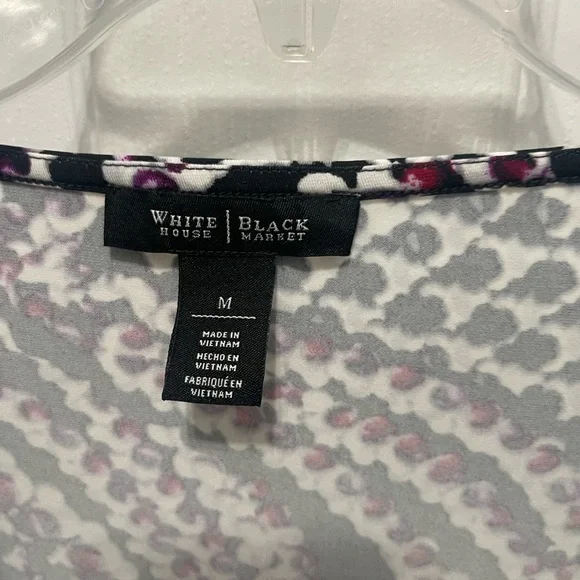 WHITE | BLACK
HOUSE | MARKET
M
MADE IN
VIETNAM
HECHO EN
VIETNAM
FABRIQUÉ EN
VIETNAM